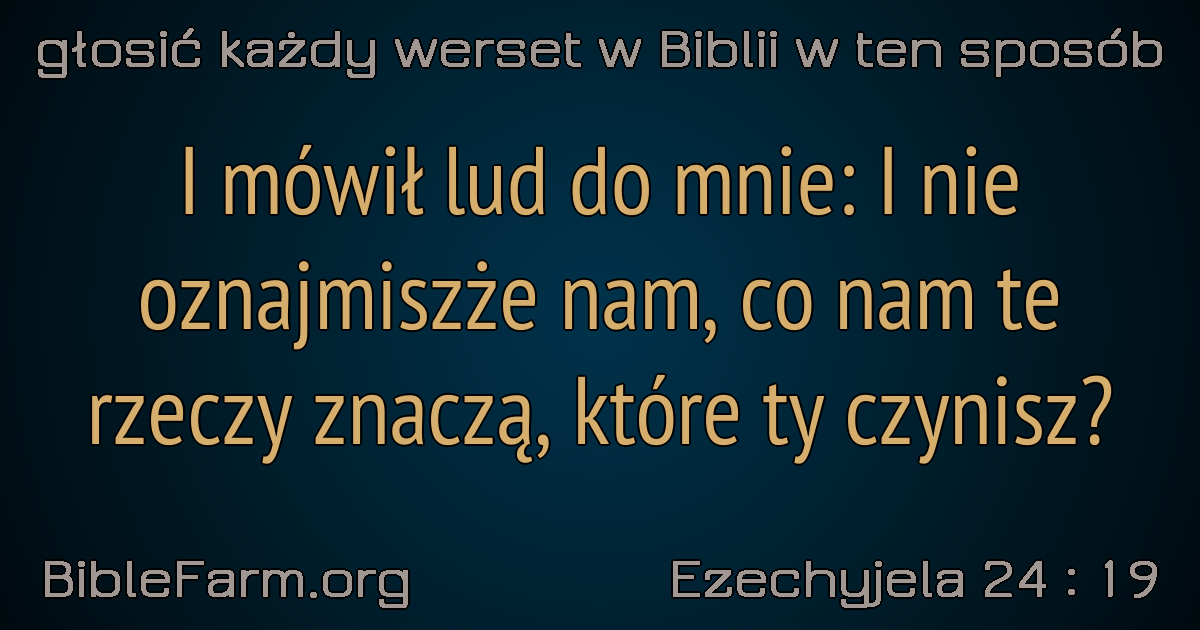 głosić każdy werset w Biblii w ten sposób
I mówił lud do mnie: I nie
oznajmiszże nam, co nam te
rzeczy znaczą, które ty czynisz?
BibleFarm.org
Ezechyjela 24 : 19